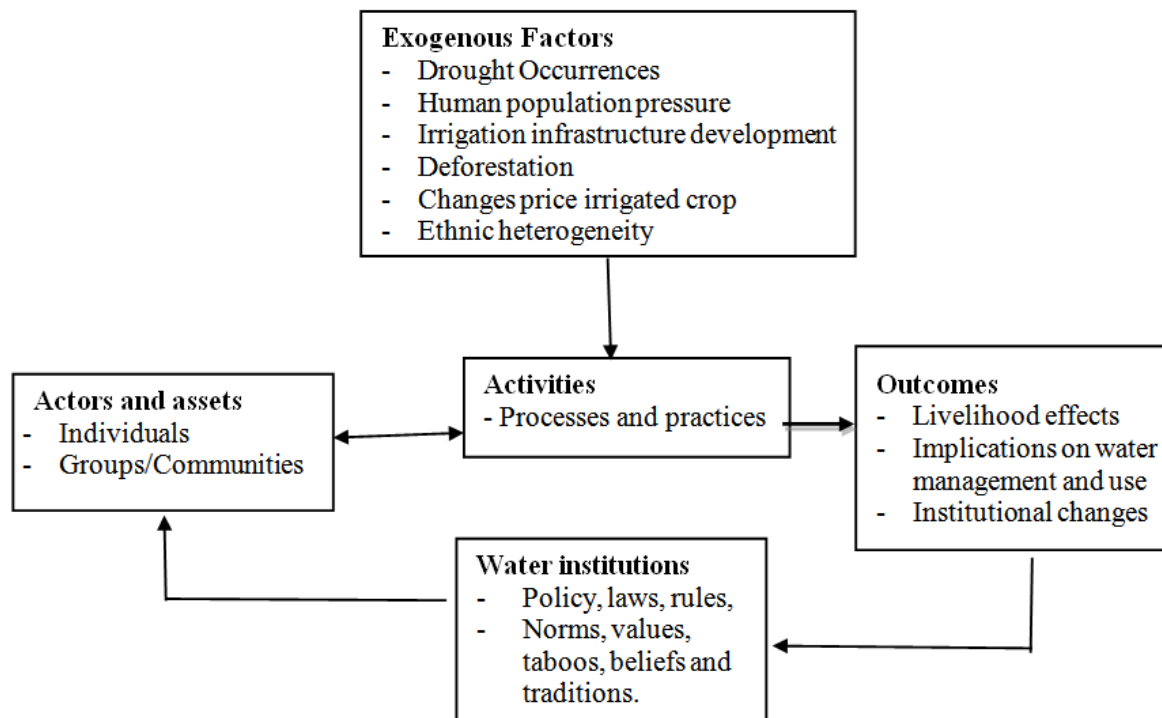 Exogenous Factors
- Drought Occurrences
- Human population pressure
- Irrigation infrastructure development
- Deforestation
- Changes price irrigated crop
- Ethnic heterogeneity
Actors and assets
- Individuals
- Groups/Communities
Activities
- Processes and practices
Outcomes
- Livelihood effects
- Implications on water
management and use
- Institutional changes
Water institutions
- Policy, laws, rules,
- Norms, values,
taboos, beliefs and
traditions.